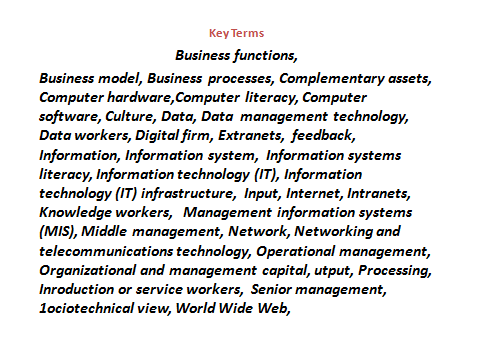 Key Terms
Business functions,
Business model, Business processes, Complementary assets,
Computer hardware,Computer literacy, Computer
software, Culture, Data, Data management technology,
Data workers, Digital firm, Extranets, feedback,
Information, Information system, Information systems
literacy, Information technology (IT), Information
technology (IT) infrastructure, Input, Internet, Intranets,
Knowledge workers, Management information systems
(MIS), Middle management, Network, Networking and
telecommunications technology, Operational management,
Organizational and management capital, utput, Processing,
Inroduction or service workers, Senior management,
1ociotechnical view, World Wide Web,